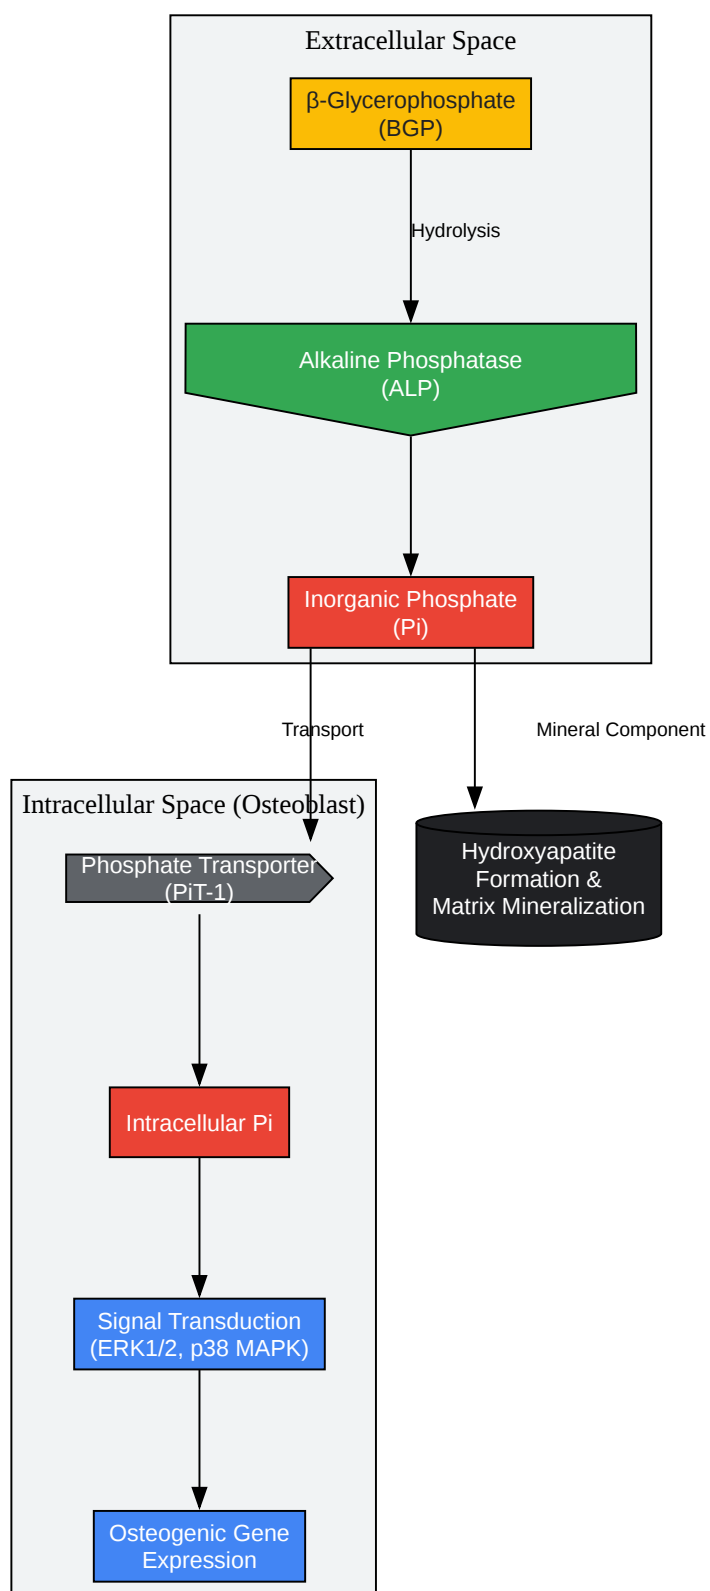 Extracellular Space
β-Glycerophosphate
(BGP)
Hydrolysis
Alkaline Phosphatase
(ALP)
Inorganic Phosphate
(Pi)
Transport
Mineral Component
Intracellular Space (Osteoblast)
Phosphate Transporter
(PiT-1)
Hydroxyapatite
Formation &
Matrix Mineralization
Intracellular Pi
Signal Transduction
(ERK1/2, p38 MAPK)
Osteogenic Gene
Expression